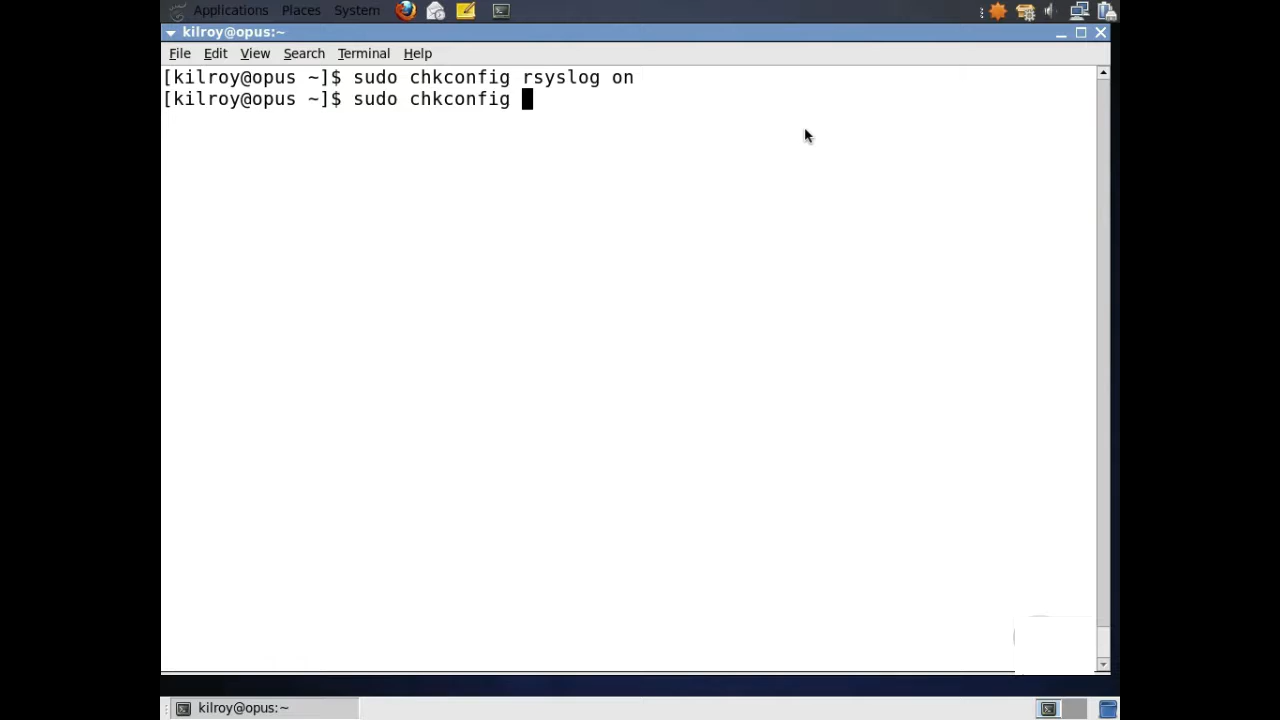 Applications Places System
kilroy@opus:~
File Edit View Search Terminal Help
[kilroy@opus ~]$ sudo chkconfig rsyslog on
[kilroy@opus ~]$ sudo chkconfig
kilroy@opus:~